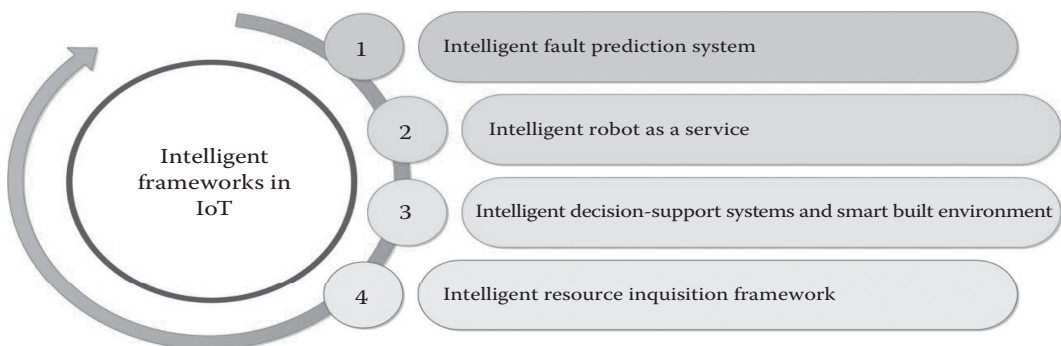 Intelligent
frameworks in
IoT
1
Intelligent fault prediction system
2
Intelligent robot as a service
3
Intelligent decision-support systems and smart built environment
4
Intelligent resource inquisition framework